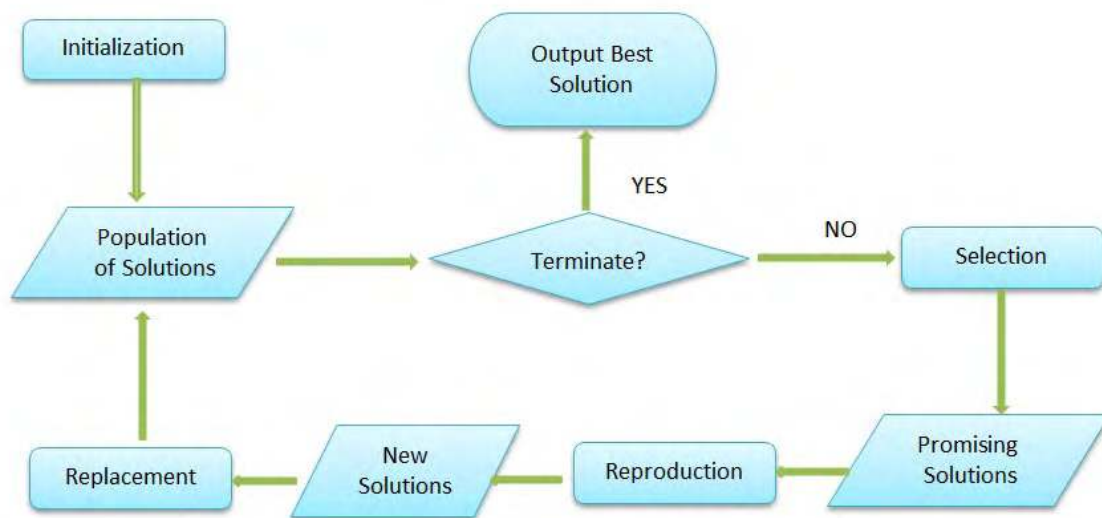 Initialization
Output Best
Solution
YES
Population
of Solutions
Terminate?
NO
Selection
Replacement
New
Solutions
Reproduction
Promising
Solutions